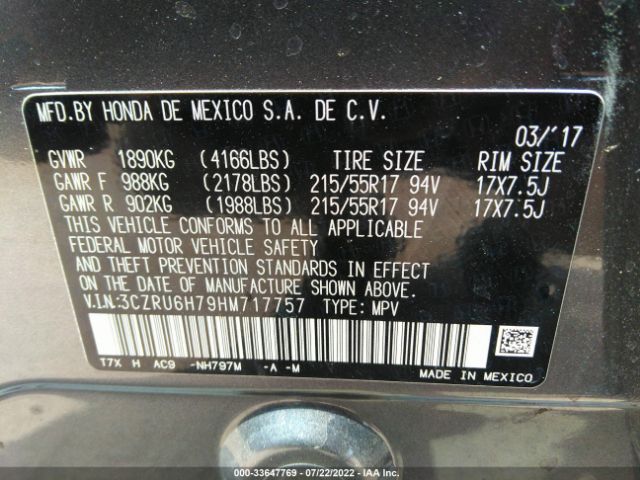 MFD.BY HONDA DE MEXICO S.A. DE C.V.
03/'17
GVWR 1890KG (4166LBS) TIRE SIZE RIM SIZE
GAWR F 988KG (2178LBS) 215/55R17 94V 17X7.5J
GAWR R 902KG (1988LBS) 215/55R17 94V 17X7.5J
THIS VEHICLE CONFORMS TO ALL APPLICABLE
FEDERAL MOTOR VEHICLE SAFETY
AND THEFT PREVENTION STANDARDS IN EFFECT
ON THE DATE OF MANUFACTURE SHOWN ABOVE.
V.I.N:3CZRU6H79HM717757 TYPE: MPV
T7X H AC9 -NH797M -A -M
MADE IN MEXICO
000-33647769 - 07/22/2022 - IAA Inc.